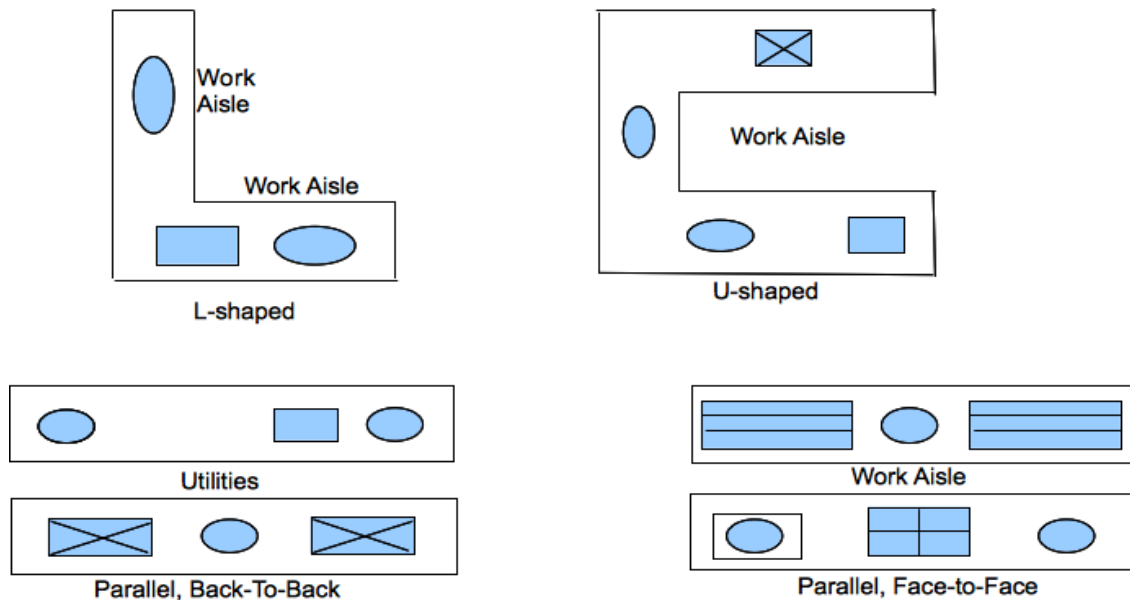 Work
Aisle
Work Aisle
L-shaped
Work Aisle
U-shaped
Utilities
Parallel, Back-To-Back
Work Aisle
Parallel, Face-to-Face